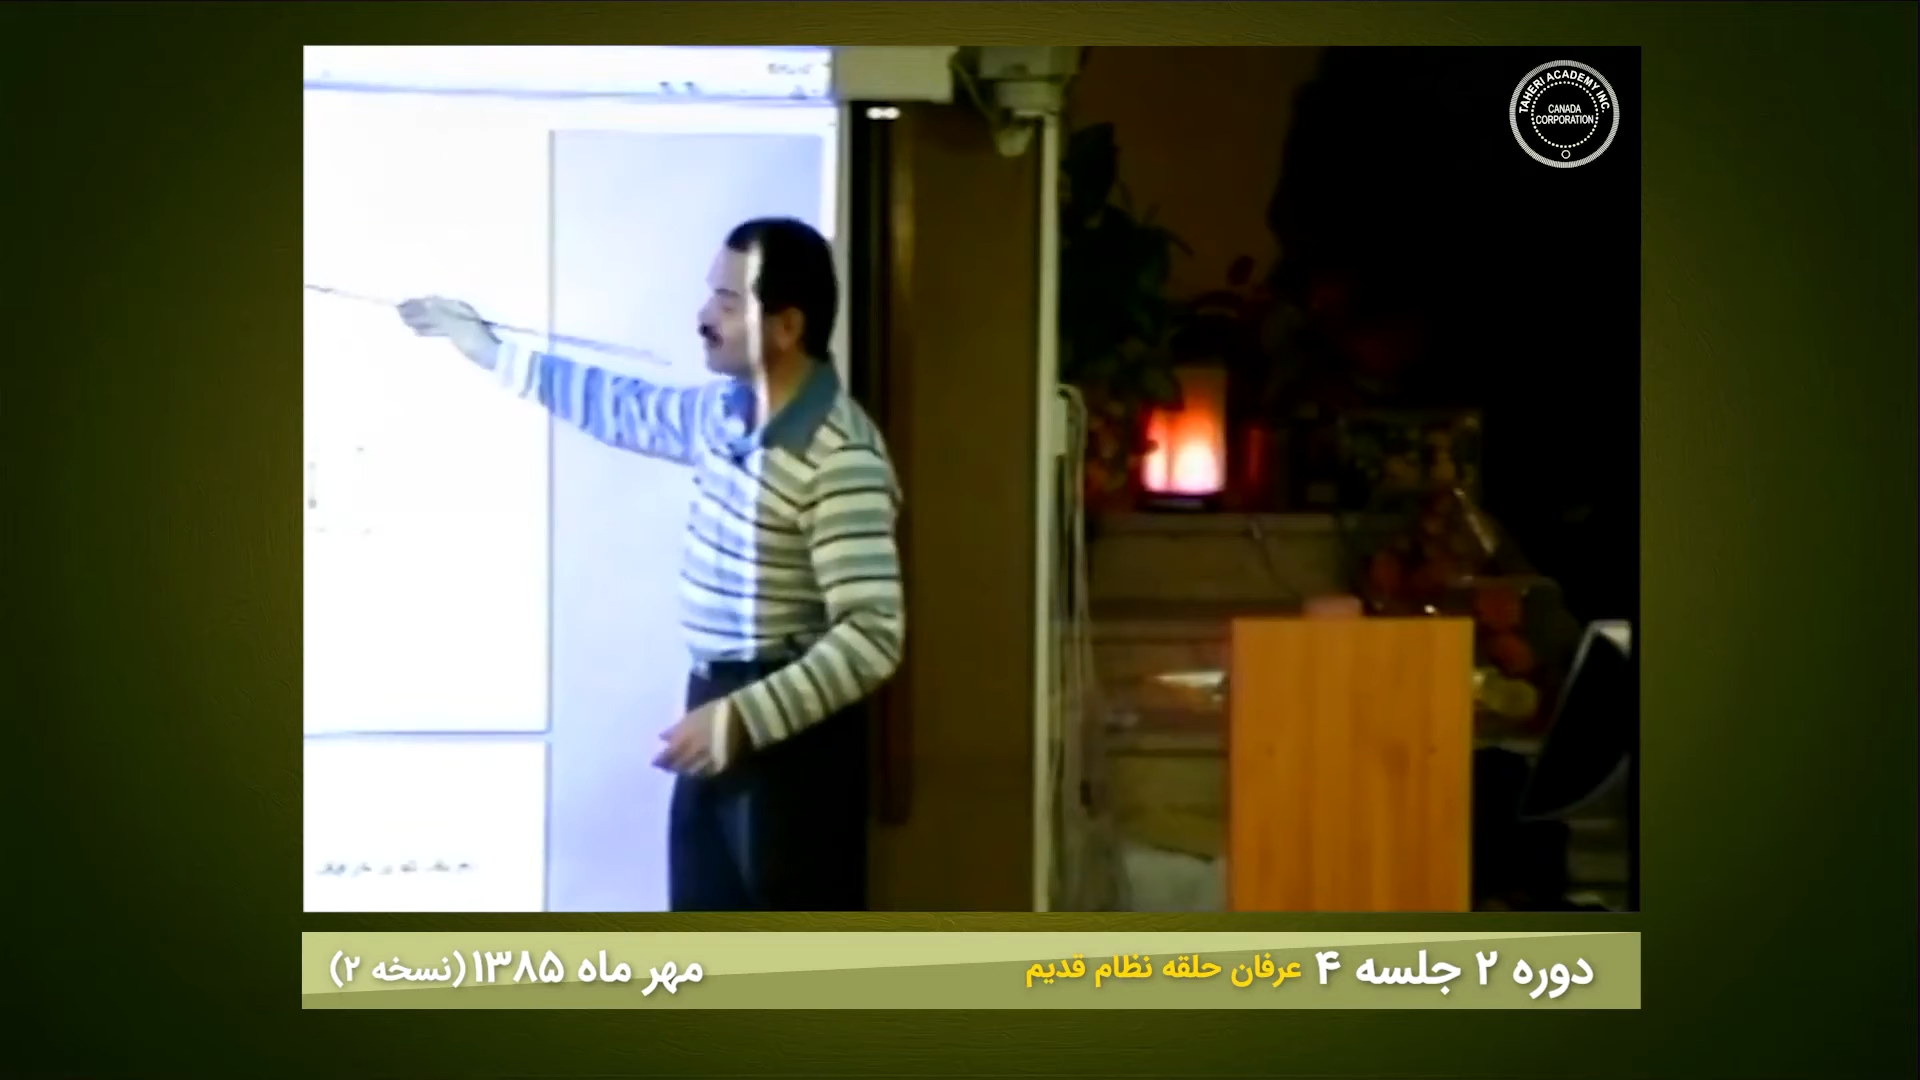 TAHERI ACADEMY INC.
CANADA
CORPORATION
دوره ۲ جلسه ۴ عرفان حلقه نظام قدیم
مهر ماه ۱۳۸۵ (نسخه ۲)